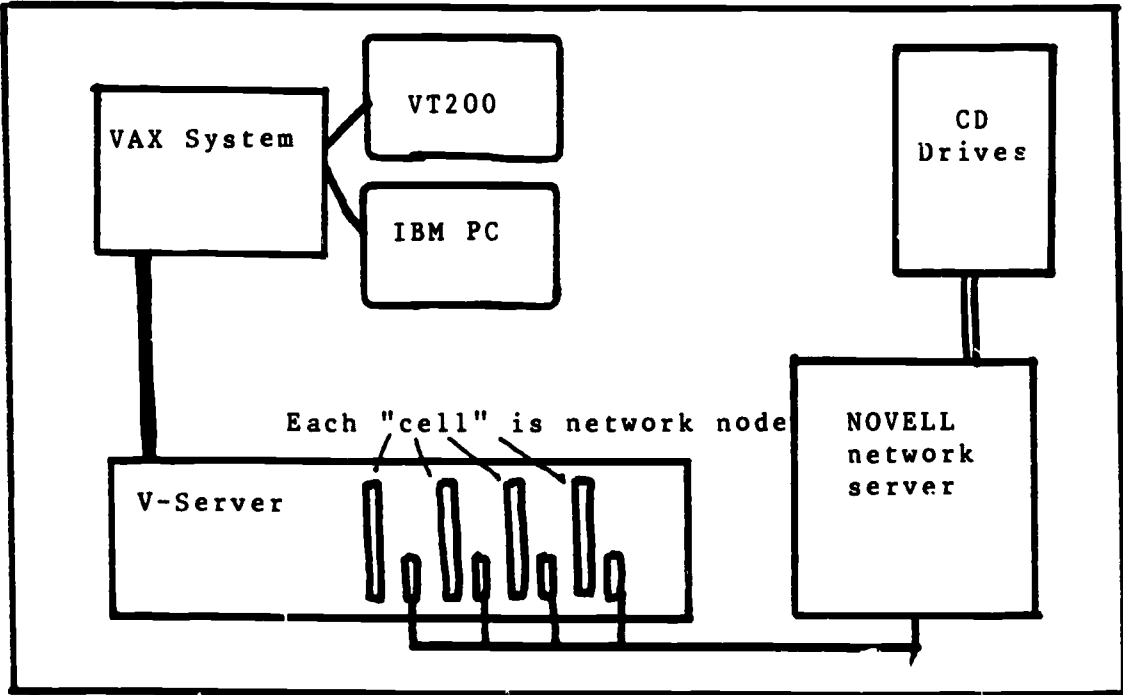 VAX System
VT200
IBM PC
CD
Drives
Each "cell" is network node
NOVELL
network
server
V-Server